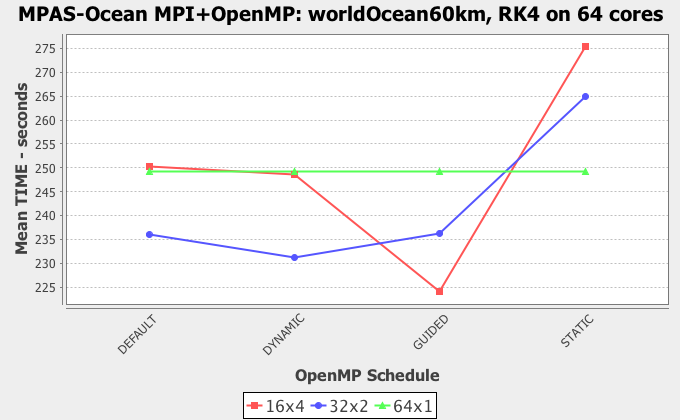 MPAS-Ocean MPI+OpenMP: worldOcean60km, RK4 on 64 cores
Mean TIME - seconds
275
270
265
260
255
250
245
240
235
230
225
DEFAULT
DYNAMIC
GUIDED
STATIC
OpenMP Schedule
16x4 32x2 64x1